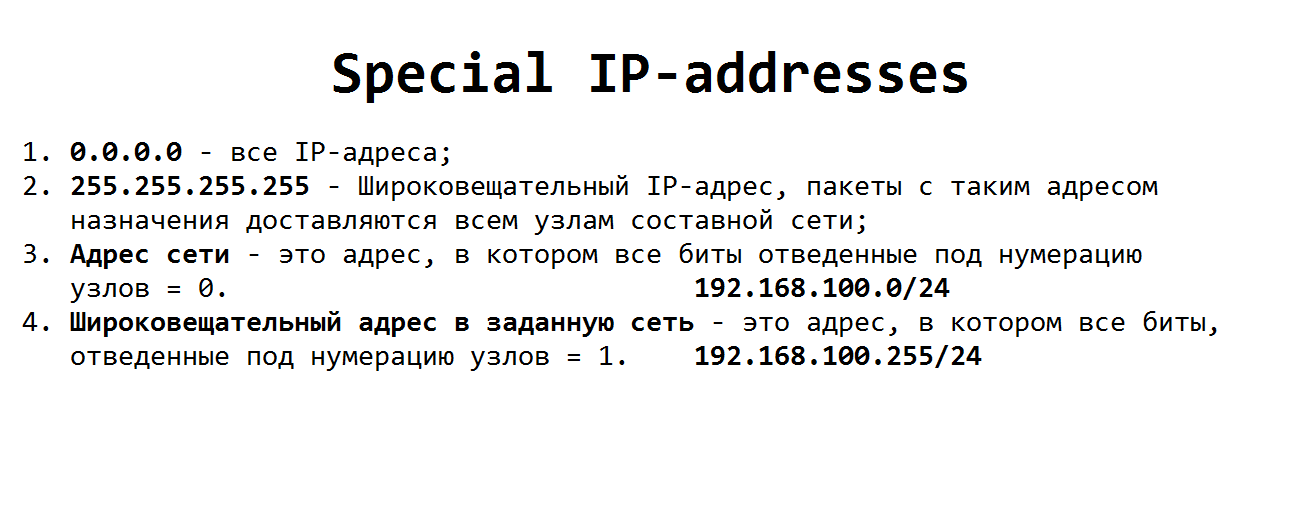 Special IP-addresses
1. 0.0.0.0 - все IP-адреса;
2. 255.255.255.255 - Широковещательный IP-адрес, пакеты с таким адресом
назначения доставляются всем узлам составной сети;
3. Адрес сети - это адрес, в котором все биты отведенные под нумерацию
узлов = 0. 192.168.100.0/24
4. Широковещательный адрес в заданную сеть - это адрес, в котором все биты,
отведенные под нумерацию узлов = 1. 192.168.100.255/24